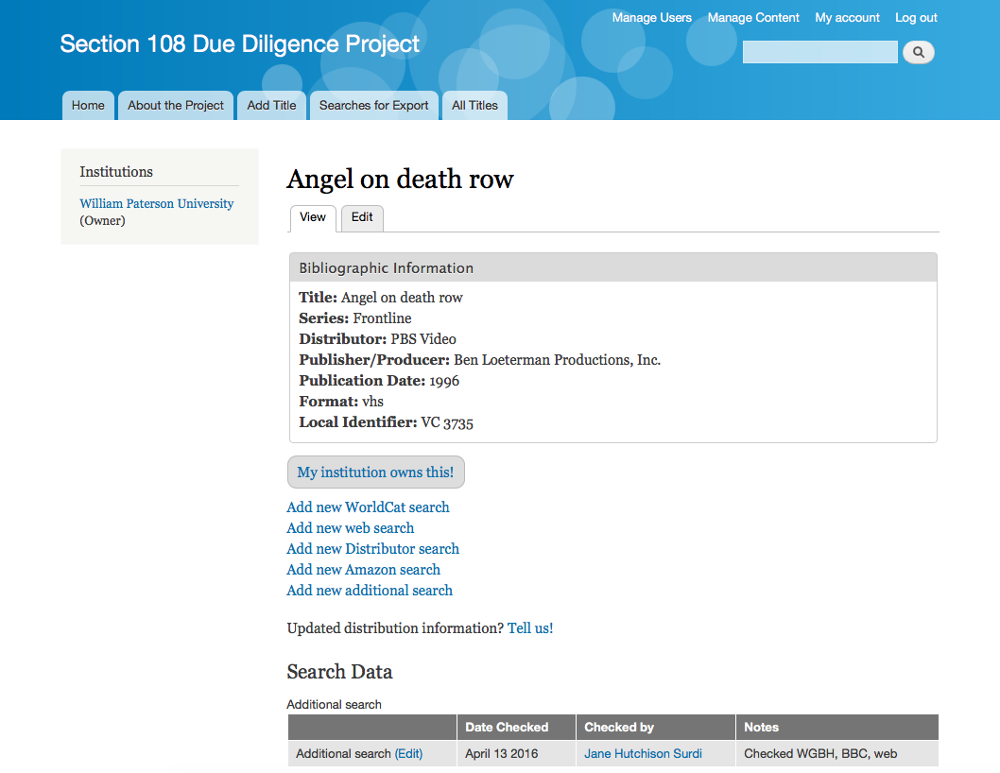 Manage Users Manage Content My account Log out
Section 108 Due Diligence Project
Home About the Project Add Title Searches for Export All Titles
Institutions
William Paterson University
(Owner)
Angel on death row
View Edit
Bibliographic Information
Title: Angel on death row
Series: Frontline
Distributor: PBS Video
Publisher/Producer: Ben Loeterman Productions, Inc.
Publication Date: 1996
Format: vhs
Local Identifier: VC 3735
My institution owns this!
Add new WorldCat search
Add new web search
Add new Distributor search
Add new Amazon search
Add new additional search
Updated distribution information? Tell us!
Search Data
Additional search
Date Checked Checked by Notes
Additional search (Edit) April 13 2016 Jane Hutchison Surdi Checked WGBH, BBC, web